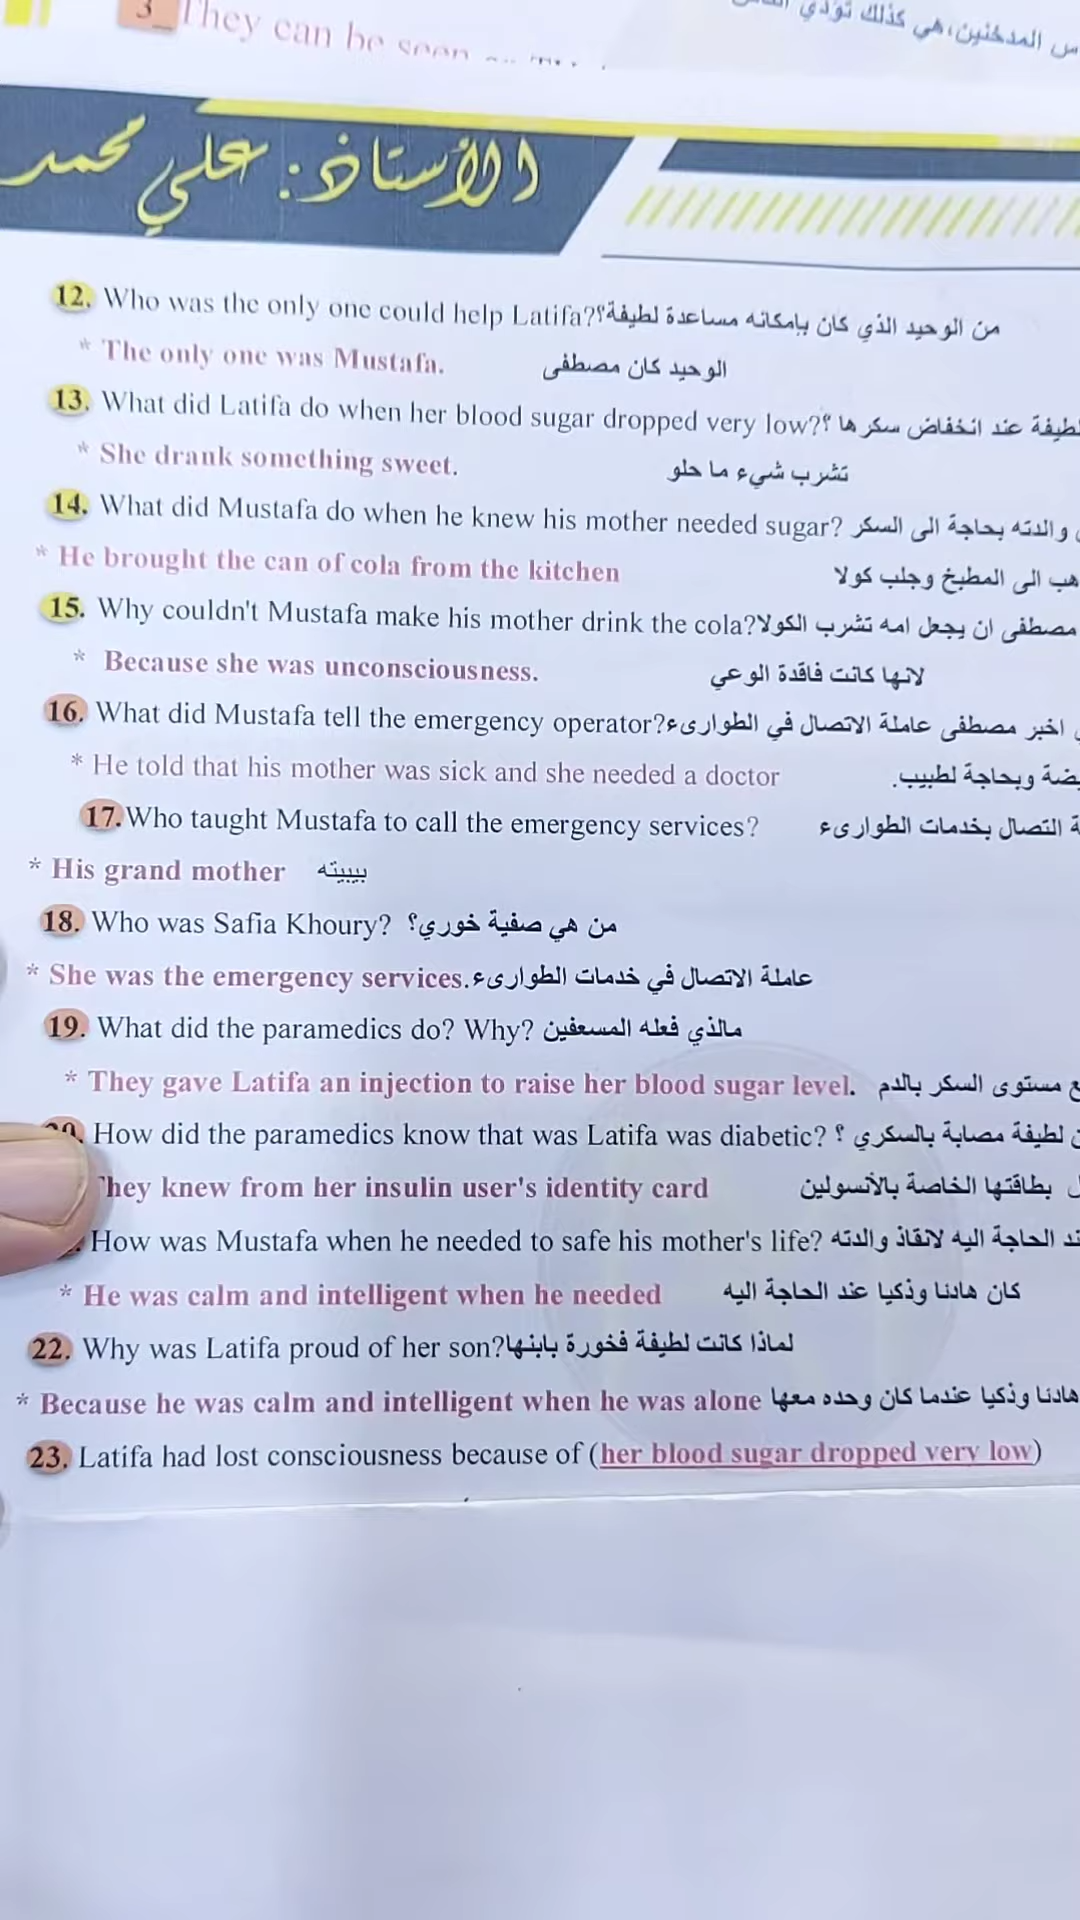 3_They can be seen
س المدخنين،هي كذلك تؤذي
الأستاذ: علي محمد
12. Who was the only one could help Latifa?من الوحيد الذي كان بإمكانه مساعدة لطيفة؟
* The only one was Mustafa. الوحيد كان مصطفى
13. What did Latifa do when her blood sugar dropped very low?لطيفة عند انخفاض سكر ها ؟
* She drank something sweet. تشرب شيء ما حلو
14. What did Mustafa do when he knew his mother needed sugar? والدته بحاجة الى السكر
* He brought the can of cola from the kitchen هب الى المطبخ وجلب كولا
15. Why couldn't Mustafa make his mother drink the cola?مصطفى ان يجعل امه تشرب الكولا
* Because she was unconsciousness. لانها كانت فاقدة الوعي
16. What did Mustafa tell the emergency operator?اخبر مصطفى عاملة الاتصال في الطوارىء
* He told that his mother was sick and she needed a doctor يضة وبحاجة لطبيب.
17.Who taught Mustafa to call the emergency services? ة التصال بخدمات الطوارىء
* His grand mother بيبيته
18. Who was Safia Khoury? من هي صفية خوري؟
* She was the emergency services.عاملة الاتصال في خدمات الطوارىء
19. What did the paramedics do? Why? مالذي فعله المسعفين
* They gave Latifa an injection to raise her blood sugar level. ع مستوى السكر بالدم
How did the paramedics know that was Latifa was diabetic? ن لطيفة مصابة بالسكري ؟
hey knew from her insulin user's identity card ل بطاقتها الخاصة بالأنسولين
How was Mustafa when he needed to safe his mother's life? ند الحاجة اليه لانقاذ والدته
* He was calm and intelligent when he needed كان هادئا وذكيا عند الحاجة اليه
22. Why was Latifa proud of her son?لماذا كانت لطيفة فخورة بابنها
* Because he was calm and intelligent when he was alone هادئا وذكيا عندما كان وحده معها
23. Latifa had lost consciousness because of (her blood sugar dropped very low)